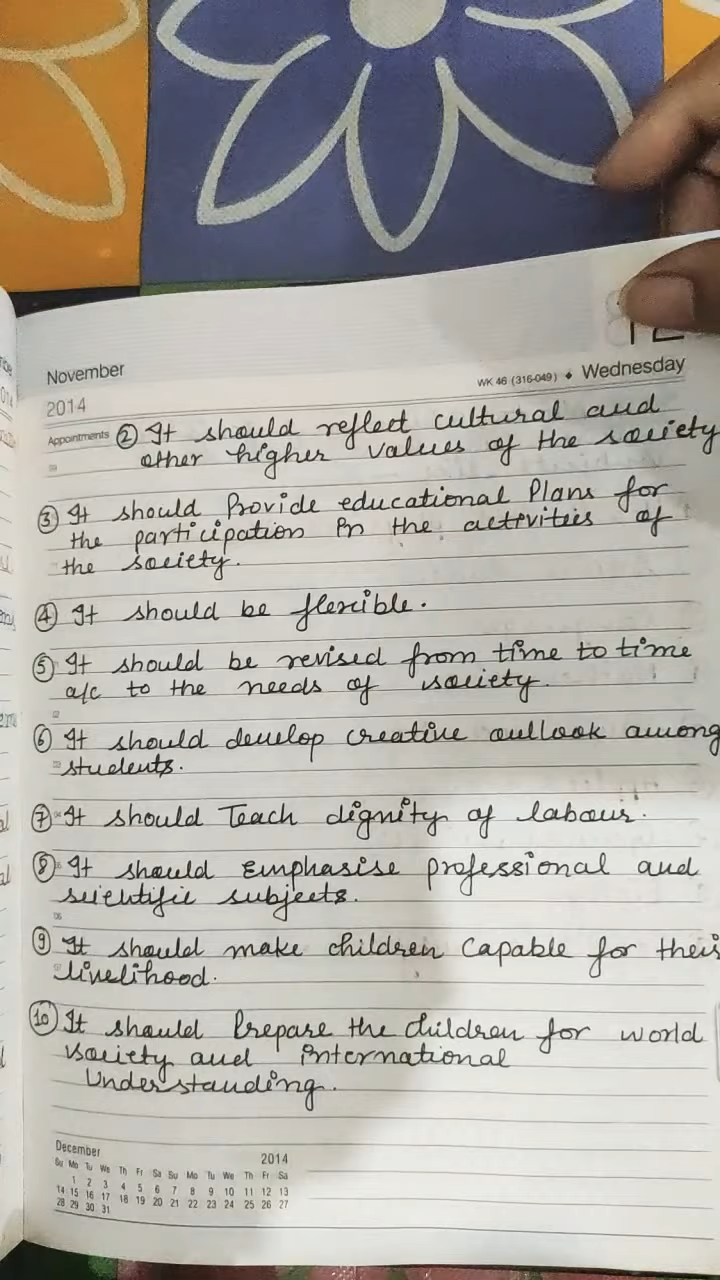 November
2014
WK 46 (316-049) ♦ Wednesday
12
Appointments
② It should reflect cultural and
other higher values of the society
③ It should Provide educational Plans for
the participation in the activities of
the society.
④ It should be flexible.
⑤ It should be revised from time to time
a/c to the needs of society.
⑥ It should develop creative outlook among
students.
⑦ It should Teach dignity of labour.
⑧ It should Emphasise professional and
scientific subjects.
⑨ It should make children Capable for their
livelihood.
⑩ It should Prepare the children for world
society and international
Understanding.
December 2014
Su Mo Tu We Th Fr Sa Su Mo Tu We Th Fr Sa
1 2 3 4 5 6 7 8 9 10 11 12 13
14 15 16 17 18 19 20 21 22 23 24 25 26 27
28 29 30 31